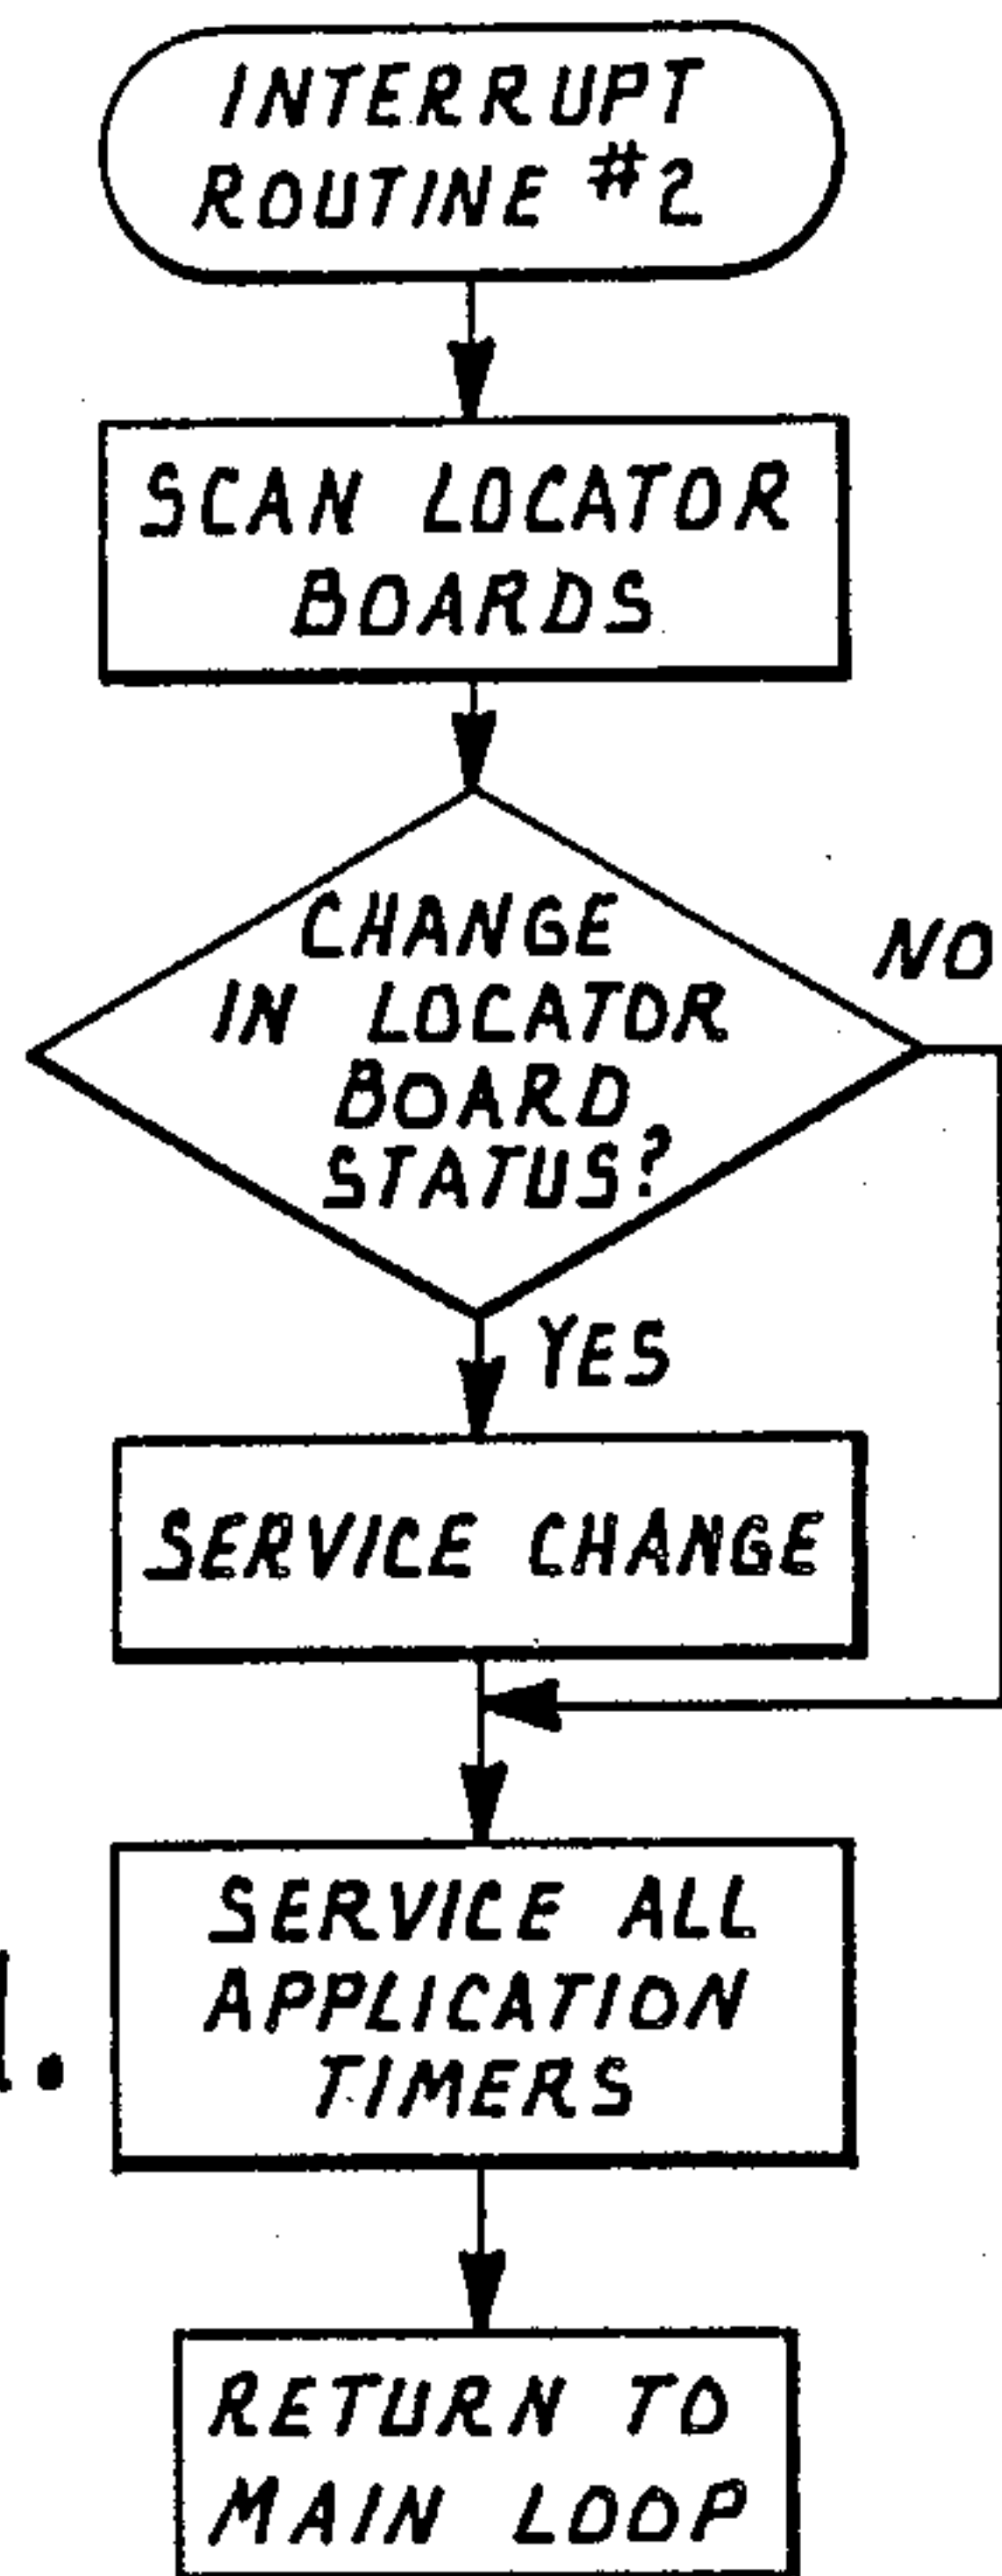 INTERRUPT
ROUTINE #2
SCAN LOCATOR
BOARDS
CHANGE
IN LOCATOR
BOARD
STATUS?
NO
YES
SERVICE CHANGE
SERVICE ALL
APPLICATION
TIMERS
RETURN TO
MAIN LOOP